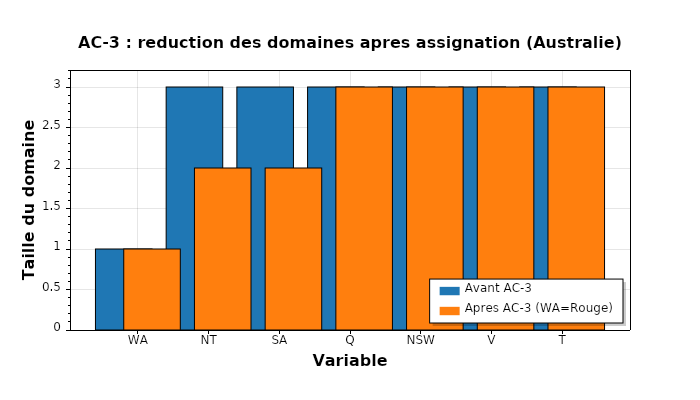 AC-3 : reduction des domaines apres assignation (Australie)
Taille du domaine
3
2.5
2
1.5
1
0.5
0
Avant AC-3
Apres AC-3 (WA=Rouge)
WA NT SA Q NSW V T
Variable